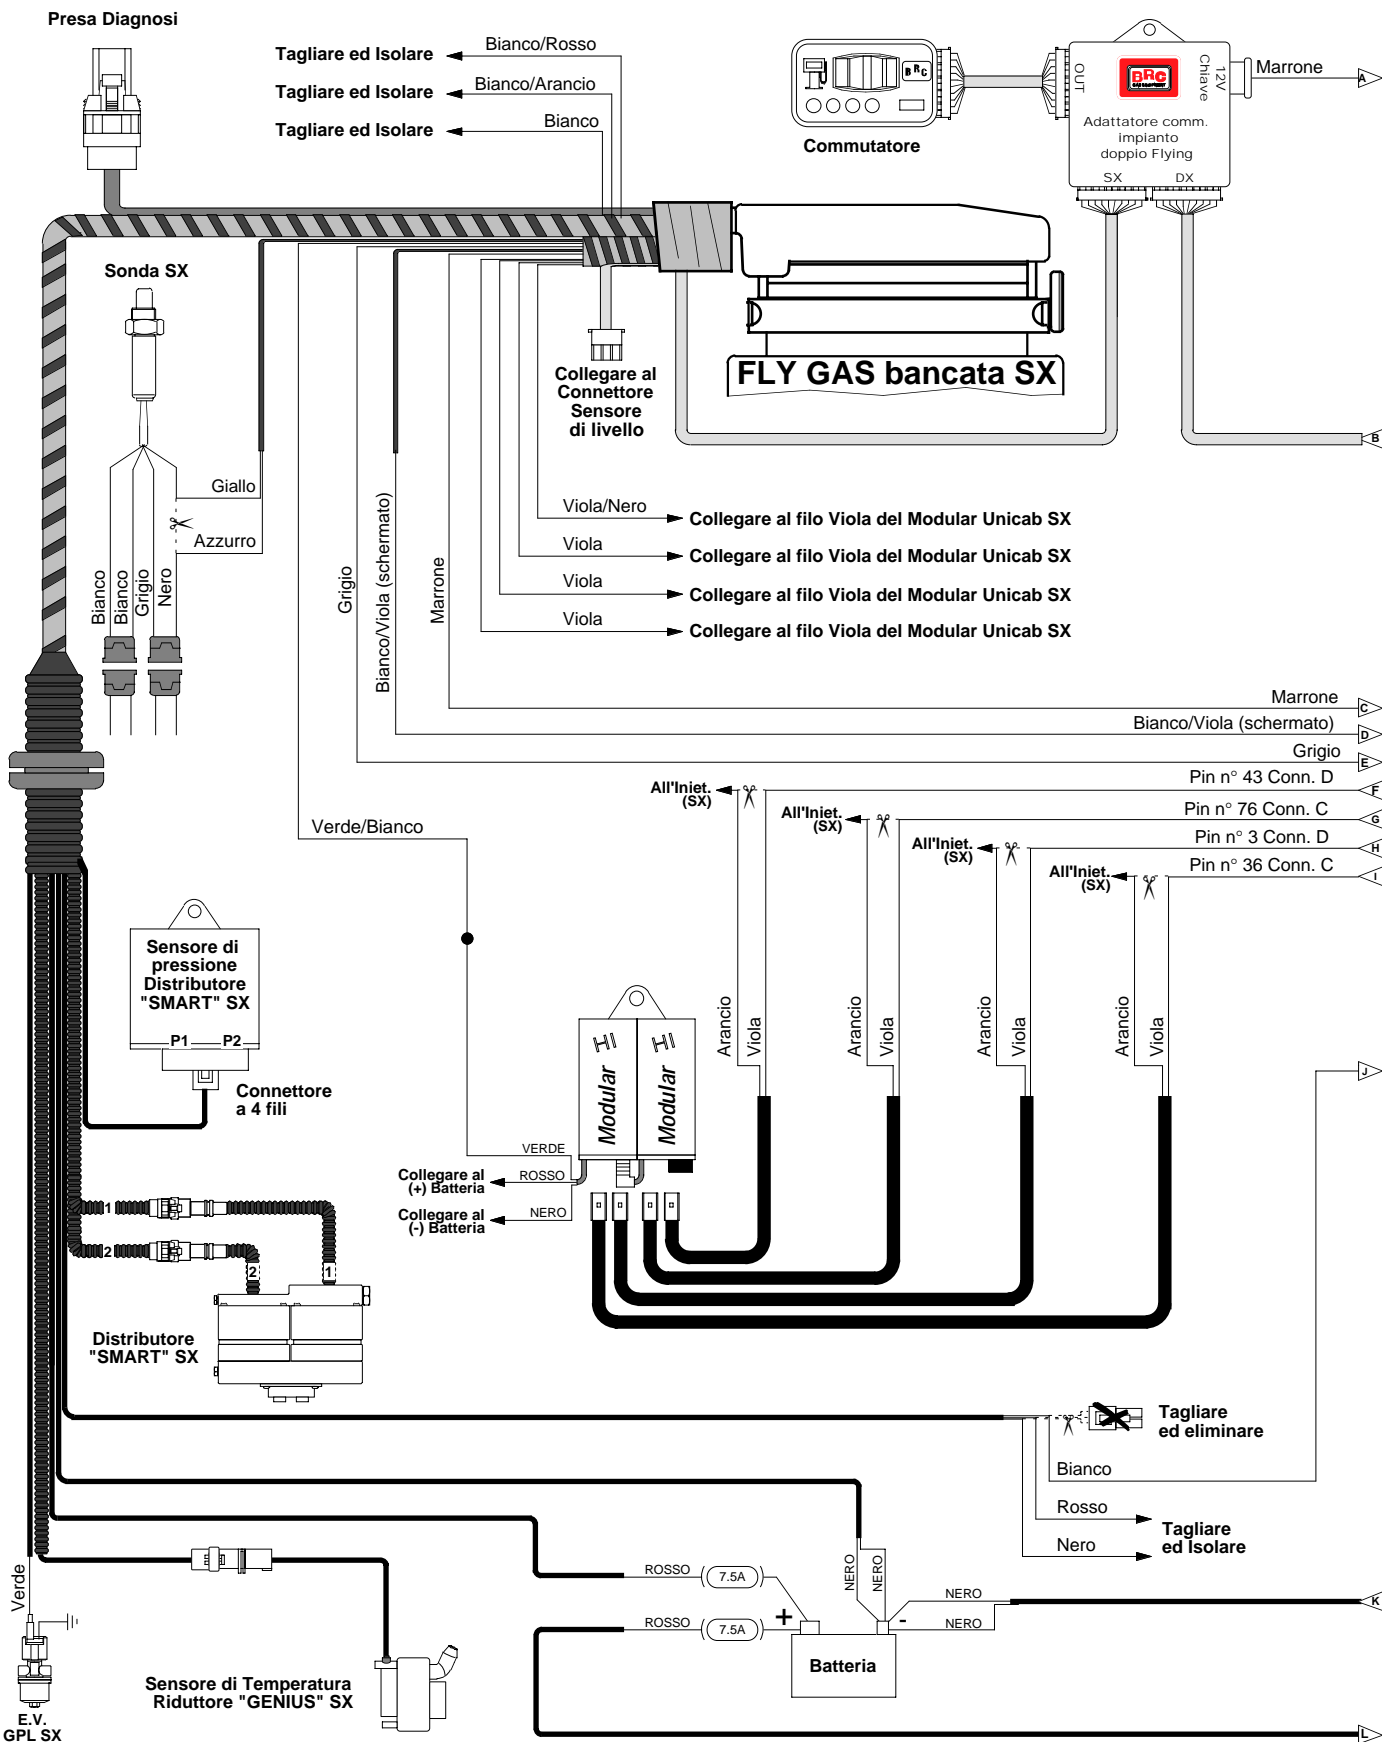 Presa Diagnosi
Tagliare ed Isolare
Bianco/Rosso
Tagliare ed Isolare
Bianco/Arancio
Tagliare ed Isolare
Bianco
BRC
Commutatore
OUT
BRC
GAS EQUIPMENT
12V
Chiave
Marrone
A
Adattatore comm.
impianto
doppio Flying
SX
DX
Sonda SX
FLY GAS bancata SX
Collegare al
Connettore
Sensore
di livello
B
Giallo
Azzurro
Bianco
Bianco
Grigio
Nero
Grigio
Bianco/Viola (schermato)
Marrone
Viola/Nero
Collegare al filo Viola del Modular Unicab SX
Viola
Collegare al filo Viola del Modular Unicab SX
Viola
Collegare al filo Viola del Modular Unicab SX
Viola
Collegare al filo Viola del Modular Unicab SX
Marrone
C
Bianco/Viola (schermato)
D
Grigio
E
All'Iniet.
(SX)
Pin n° 43 Conn. D
F
All'Iniet.
(SX)
Pin n° 76 Conn. C
G
All'Iniet.
(SX)
Pin n° 3 Conn. D
H
All'Iniet.
(SX)
Pin n° 36 Conn. C
I
Verde/Bianco
Sensore di
pressione
Distributore
"SMART" SX
P1
P2
Connettore
a 4 fili
Modular HI
Modular HI
Arancio
Viola
Arancio
Viola
Arancio
Viola
Arancio
Viola
J
VERDE
Collegare al
(+) Batteria
ROSSO
Collegare al
(-) Batteria
NERO
1
2
2
1
Distributore
"SMART" SX
Tagliare
ed eliminare
Bianco
Rosso
Nero
Tagliare
ed Isolare
Verde
ROSSO
7.5A
ROSSO
7.5A
+
NERO
NERO
-
NERO
NERO
K
Batteria
Sensore di Temperatura
Riduttore "GENIUS" SX
E.V.
GPL SX
L